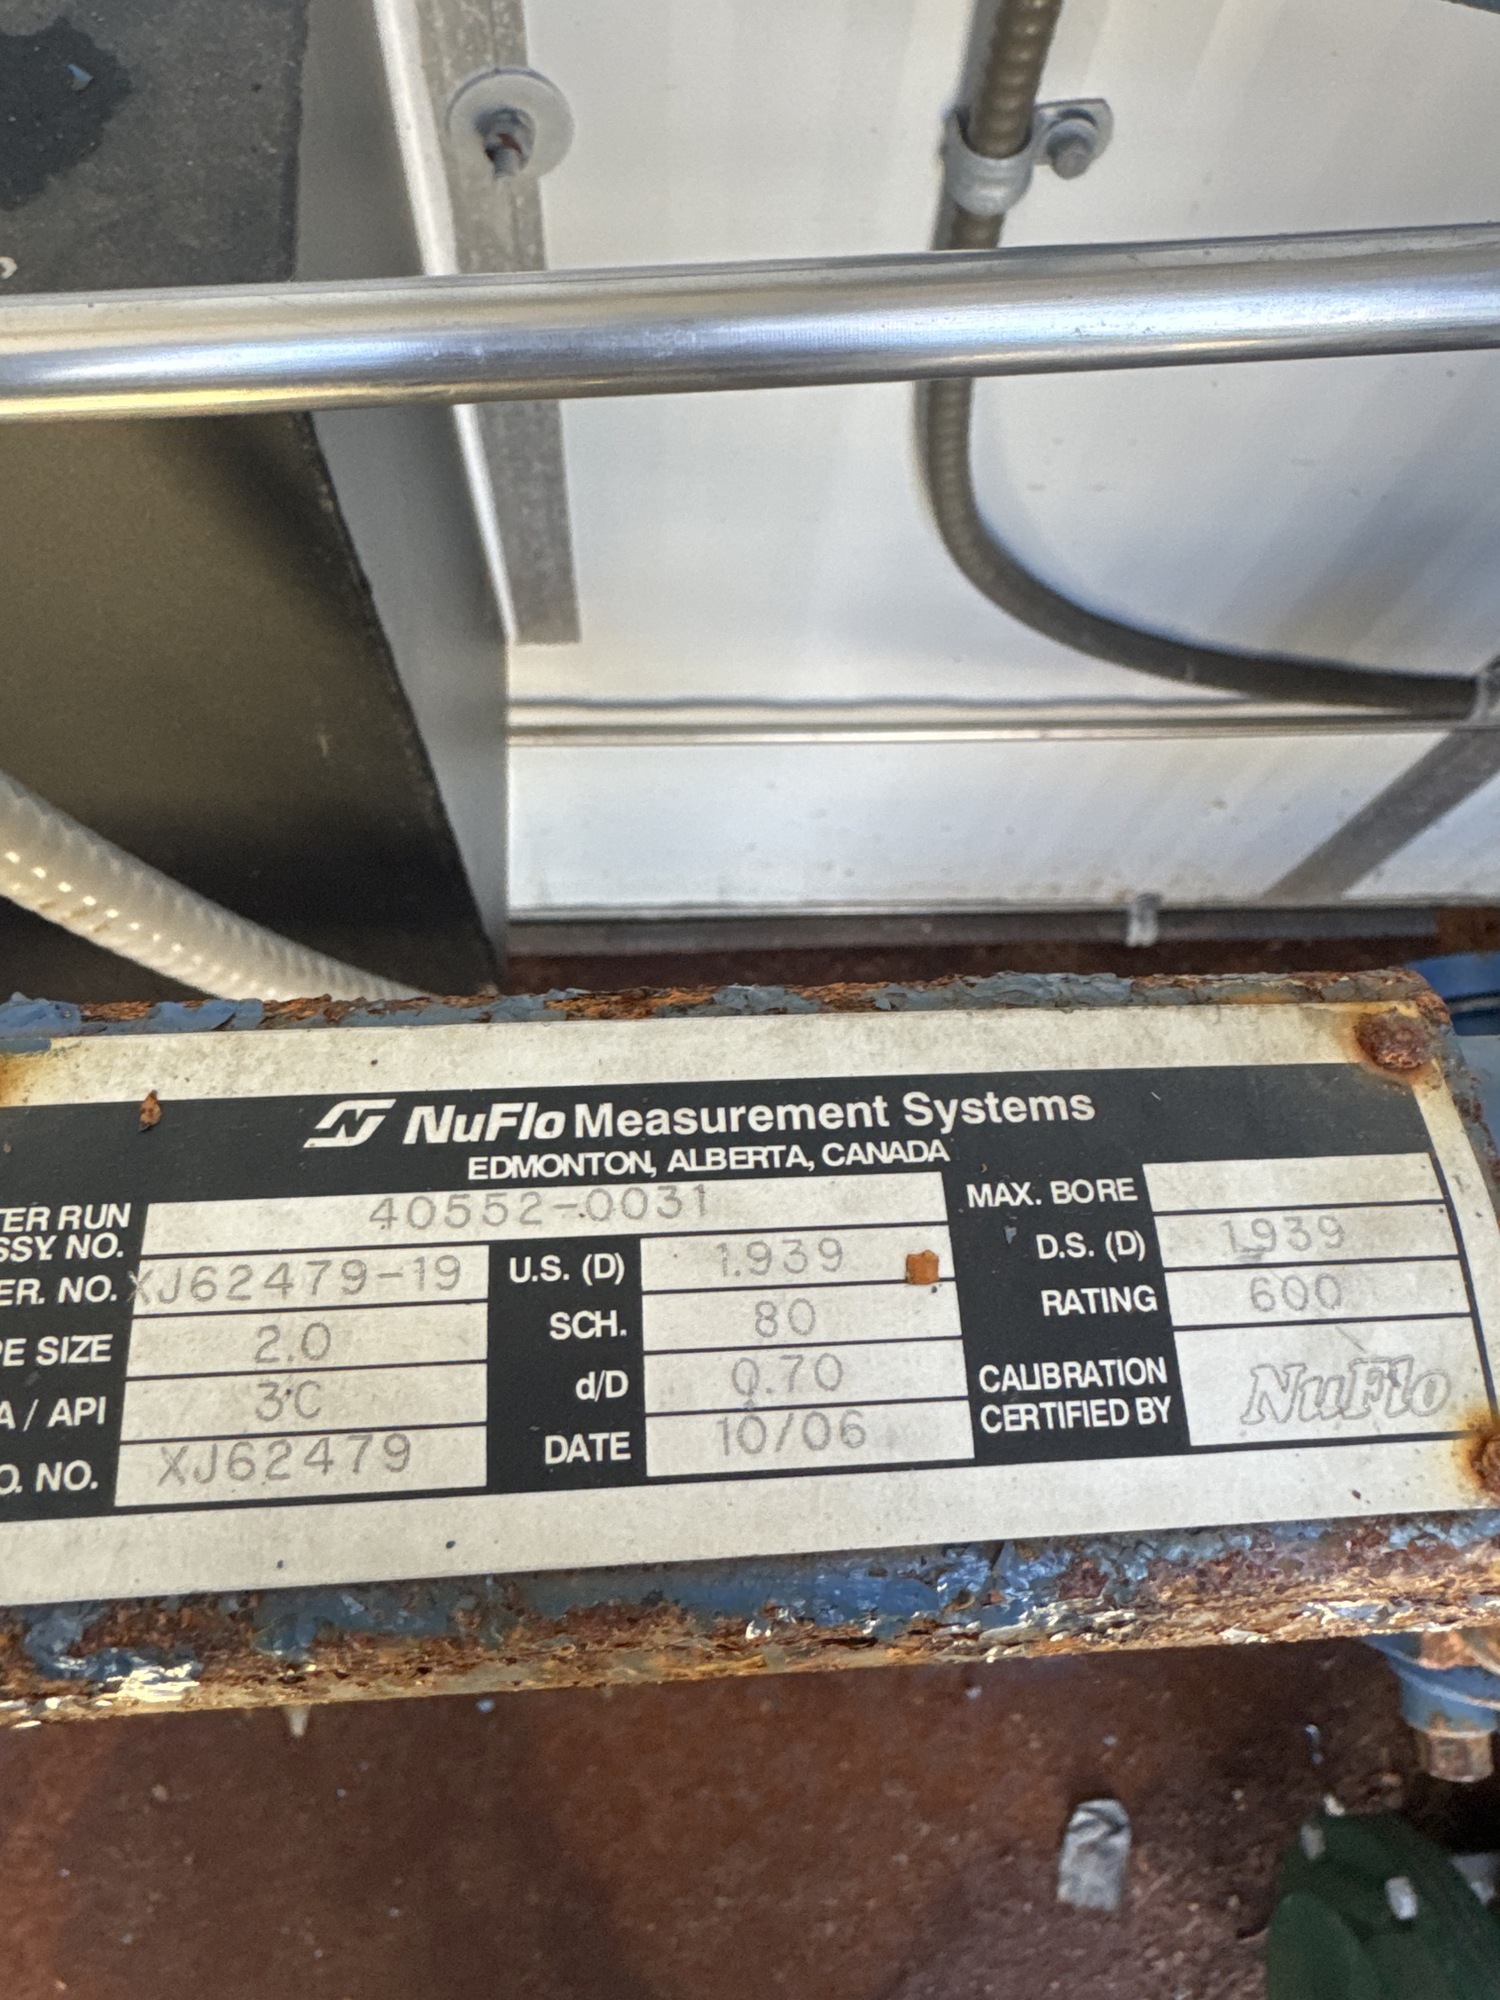 NuFlo Measurement Systems
EDMONTON, ALBERTA, CANADA
TER RUN
SSY. NO. 40552-0031 MAX. BORE
ER. NO. XJ62479-19 U.S. (D) 1.939 D.S. (D) 1.939
PE SIZE 2.0 SCH. 80 RATING 600
A / API 3C d/D 0.70 CALIBRATION
CERTIFIED BY NuFlo
O. NO. XJ62479 DATE 10/06